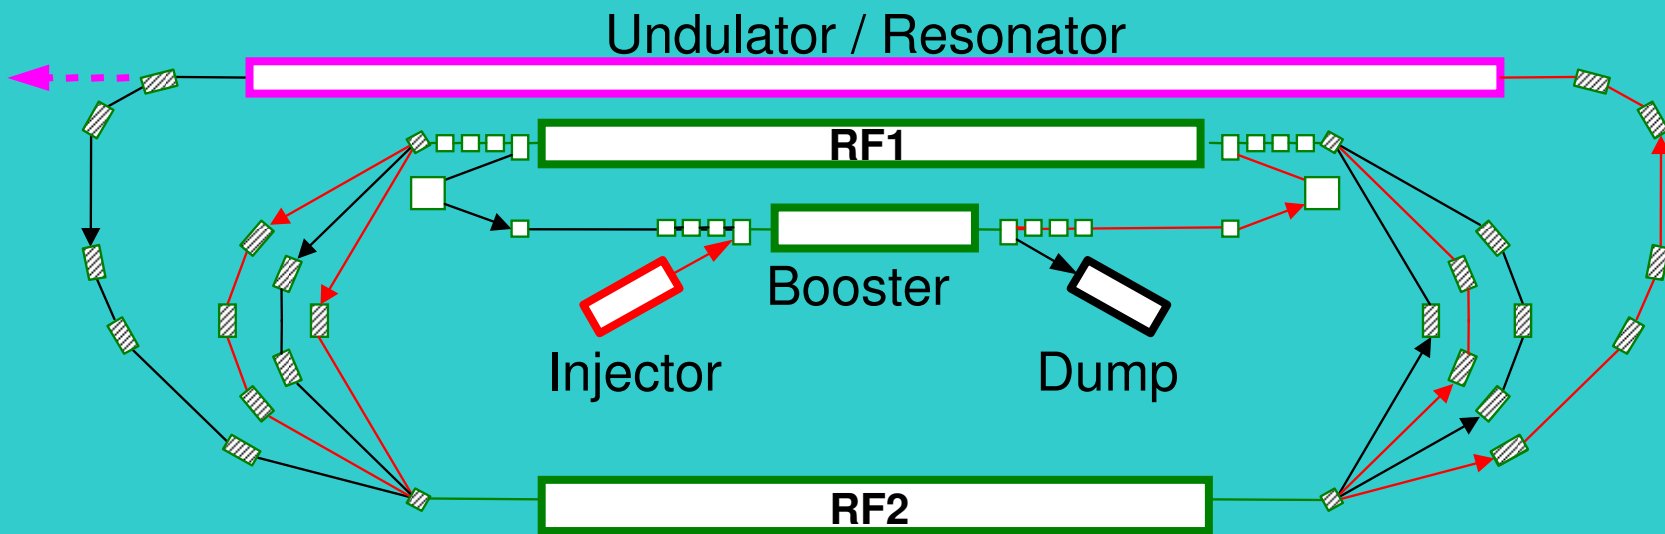 Undulator / Resonator
RF1
Booster
Injector
Dump
RF2